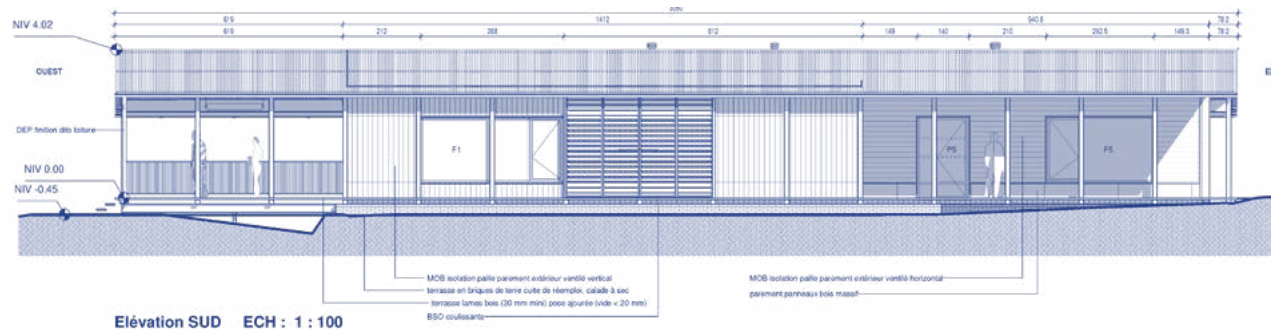 NIV 4.02
619
1412
940.8
78.2
619
212
388
812
149
140
210
292.5
149.3
78.2
OUEST
E
DEP finition dito toiture
F1
P5
F5
NIV 0.00
NIV -0.45
MOB isolation paille parement extérieur ventilé vertical
MOB isolation paille parement extérieur ventilé horizontal
terrasse en briques de terre cuite de réemploi, calade à sec
parement panneaux bois massif
terrasse lames bois (30 mm mini) pose ajourée (vide < 20 mm)
BSO coulissants
Elévation SUD ECH : 1 : 100